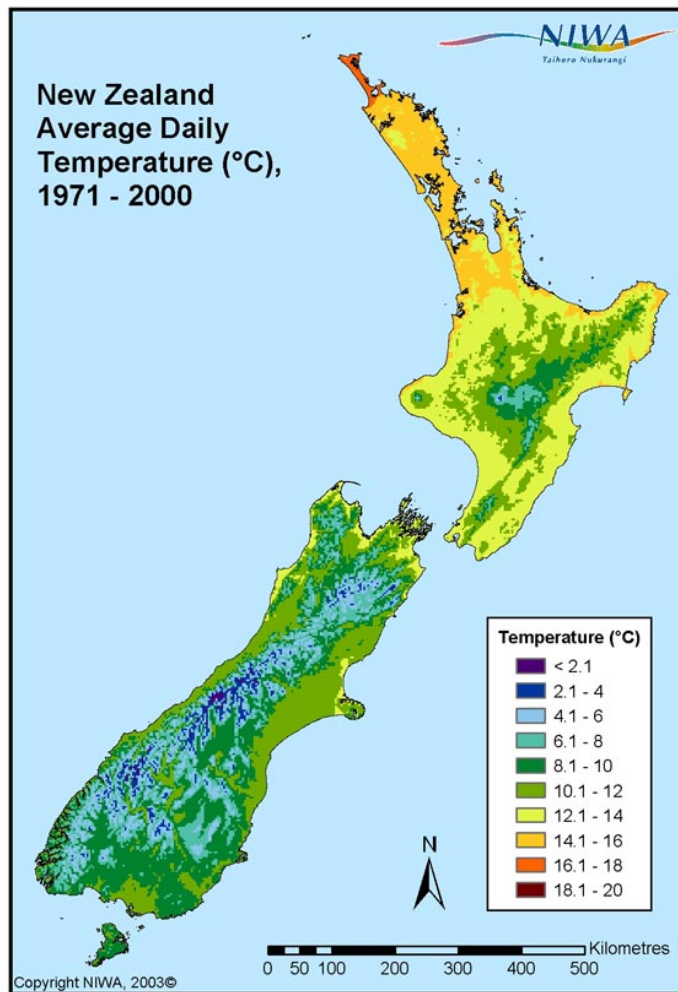 NIWA
Taihoro Nukurangi
New Zealand
Average Daily
Temperature (°C),
1971 - 2000
Temperature (°C)
< 2.1
2.1 - 4
4.1 - 6
6.1 - 8
8.1 - 10
10.1 - 12
12.1 - 14
14.1 - 16
16.1 - 18
18.1 - 20
N
Kilometres
0 50 100 200 300 400 500
Copyright NIWA, 2003©